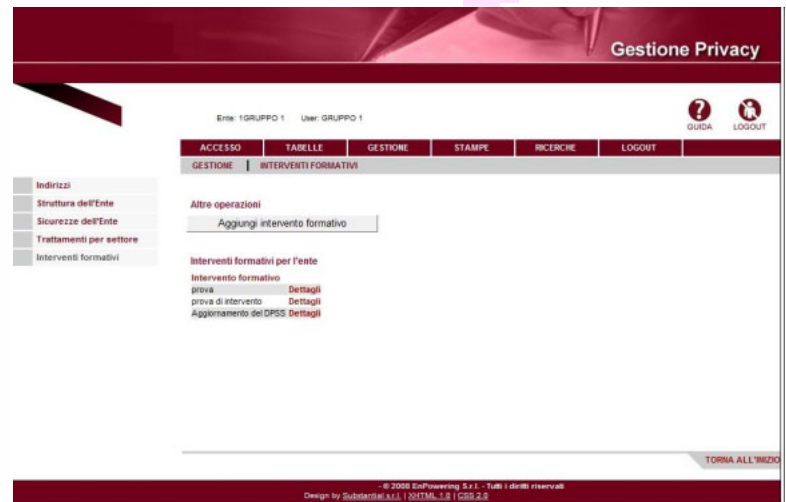 Gestione Privacy
Ente: 1GRUPPO 1 User: GRUPPO 1
GUIDA LOGOUT
ACCESSO TABELLE GESTIONE STAMPE RICERCHE LOGOUT
GESTIONE | INTERVENTI FORMATIVI
Indirizzi
Struttura dell'Ente
Sicurezze dell'Ente
Trattamenti per settore
Interventi formativi
Altre operazioni
Aggiungi intervento formativo
Interventi formativi per l'ente
Intervento formativo
prova Dettagli
prova di intervento Dettagli
Aggiornamento del DPSS Dettagli
TORNA ALL'INIZIO
- © 2008 EnPowering S.r.l. - Tutti i diritti riservati
Design by Substantial s.r.l. | XHTML 1.0 | CSS 2.0